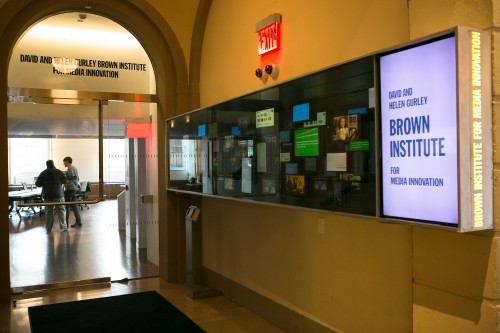 DAVID AND HELEN GURLEY BROWN INSTITUTE
FOR MEDIA INNOVATION
EXIT
DAVID AND
HELEN GURLEY
BROWN
INSTITUTE
FOR
MEDIA INNOVATION
BROWN INSTITUTE FOR MEDIA INNOVATION